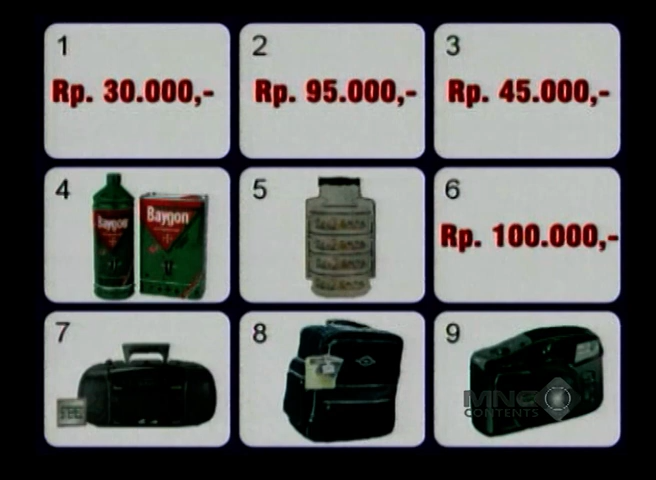 1
2
3
Rp. 30.000,-
Rp. 95.000,-
Rp. 45.000,-
4
5
6
Baygon
Baygon
Rp. 100.000,-
7
8
9
MNC
CONTENTS